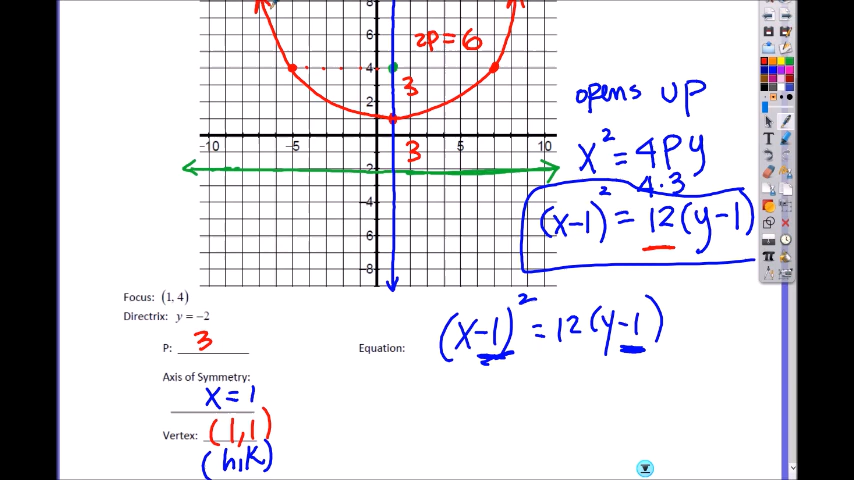 8
2p = 6
4
3
2
-10 -5 5 10
3
-2
-4
-6
-8
opens up
x² = 4py
4·3
(x-1)² = 12(y-1)
Focus: (1, 4)
Directrix: y = −2
P: 3
Equation: (x-1)² = 12(y-1)
Axis of Symmetry:
x = 1
Vertex: (1,1)
(h,k)
T
π